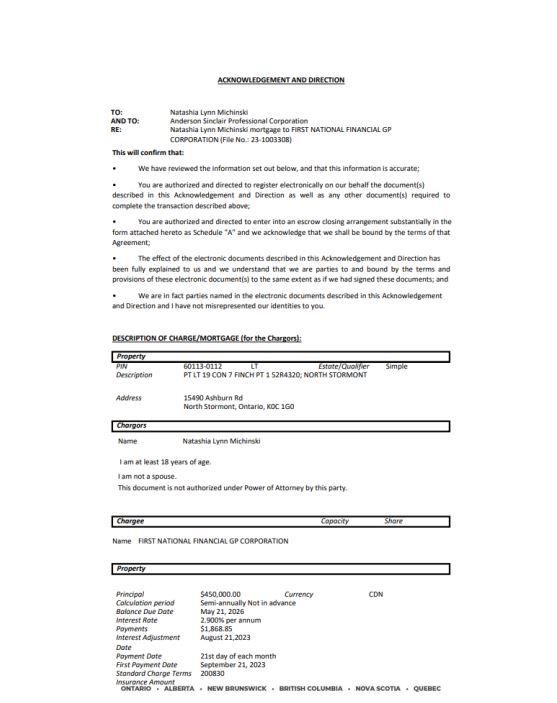 ACKNOWLEDGEMENT AND DIRECTION
TO: Natashia Lynn Michinski
AND TO: Anderson Sinclair Professional Corporation
RE: Natashia Lynn Michinski mortgage to FIRST NATIONAL FINANCIAL GP
CORPORATION (File No.: 23-1003308)
This will confirm that:
• We have reviewed the information set out below, and that this information is accurate;
• You are authorized and directed to register electronically on our behalf the document(s)
described in this Acknowledgement and Direction as well as any other document(s) required to
complete the transaction described above;
• You are authorized and directed to enter into an escrow closing arrangement substantially in the
form attached hereto as Schedule "A" and we acknowledge that we shall be bound by the terms of that
Agreement;
• The effect of the electronic documents described in this Acknowledgement and Direction has
been fully explained to us and we understand that we are parties to and bound by the terms and
provisions of these electronic document(s) to the same extent as if we had signed these documents; and
• We are in fact parties named in the electronic documents described in this Acknowledgement
and Direction and I have not misrepresented our identities to you.
DESCRIPTION OF CHARGE/MORTGAGE (for the Chargors):
Property
PIN 60113-0112 LT Estate/Qualifier Simple
Description PT LT 19 CON 7 FINCH PT 1 52R4320; NORTH STORMONT
Address 15490 Ashburn Rd
North Stormont, Ontario, K0C 1G0
Chargors
Name Natashia Lynn Michinski
I am at least 18 years of age.
I am not a spouse.
This document is not authorized under Power of Attorney by this party.
Chargee Capacity Share
Name FIRST NATIONAL FINANCIAL GP CORPORATION
Property
Principal $450,000.00 Currency CDN
Calculation period Semi-annually Not in advance
Balance Due Date May 21, 2026
Interest Rate 2.900% per annum
Payments $1,868.85
Interest Adjustment August 21,2023
Date
Payment Date 21st day of each month
First Payment Date September 21, 2023
Standard Charge Terms 200830
Insurance Amount
ONTARIO • ALBERTA • NEW BRUNSWICK • BRITISH COLUMBIA • NOVA SCOTIA • QUEBEC